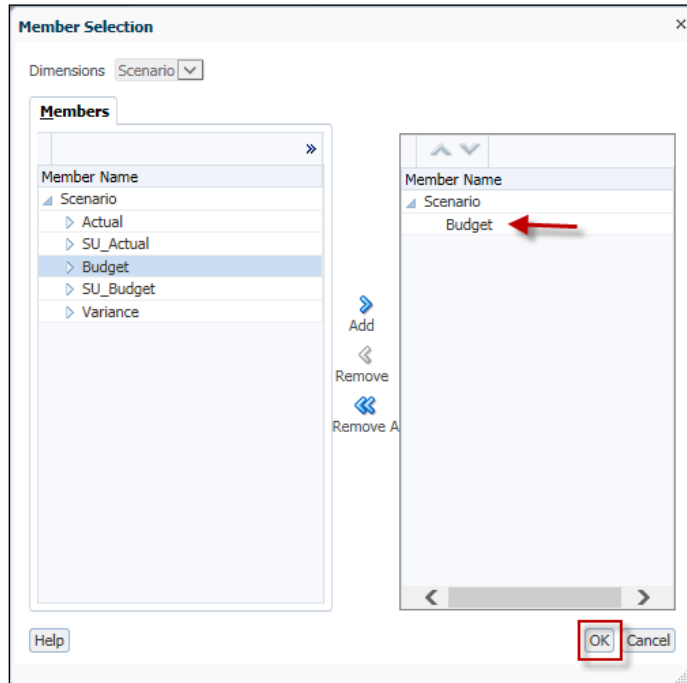 Member Selection
×
Dimensions Scenario
Members
»
Member Name
Scenario
Actual
SU_Actual
Budget
SU_Budget
Variance
Add
Remove
Remove A
Member Name
Scenario
Budget
Help
OK Cancel